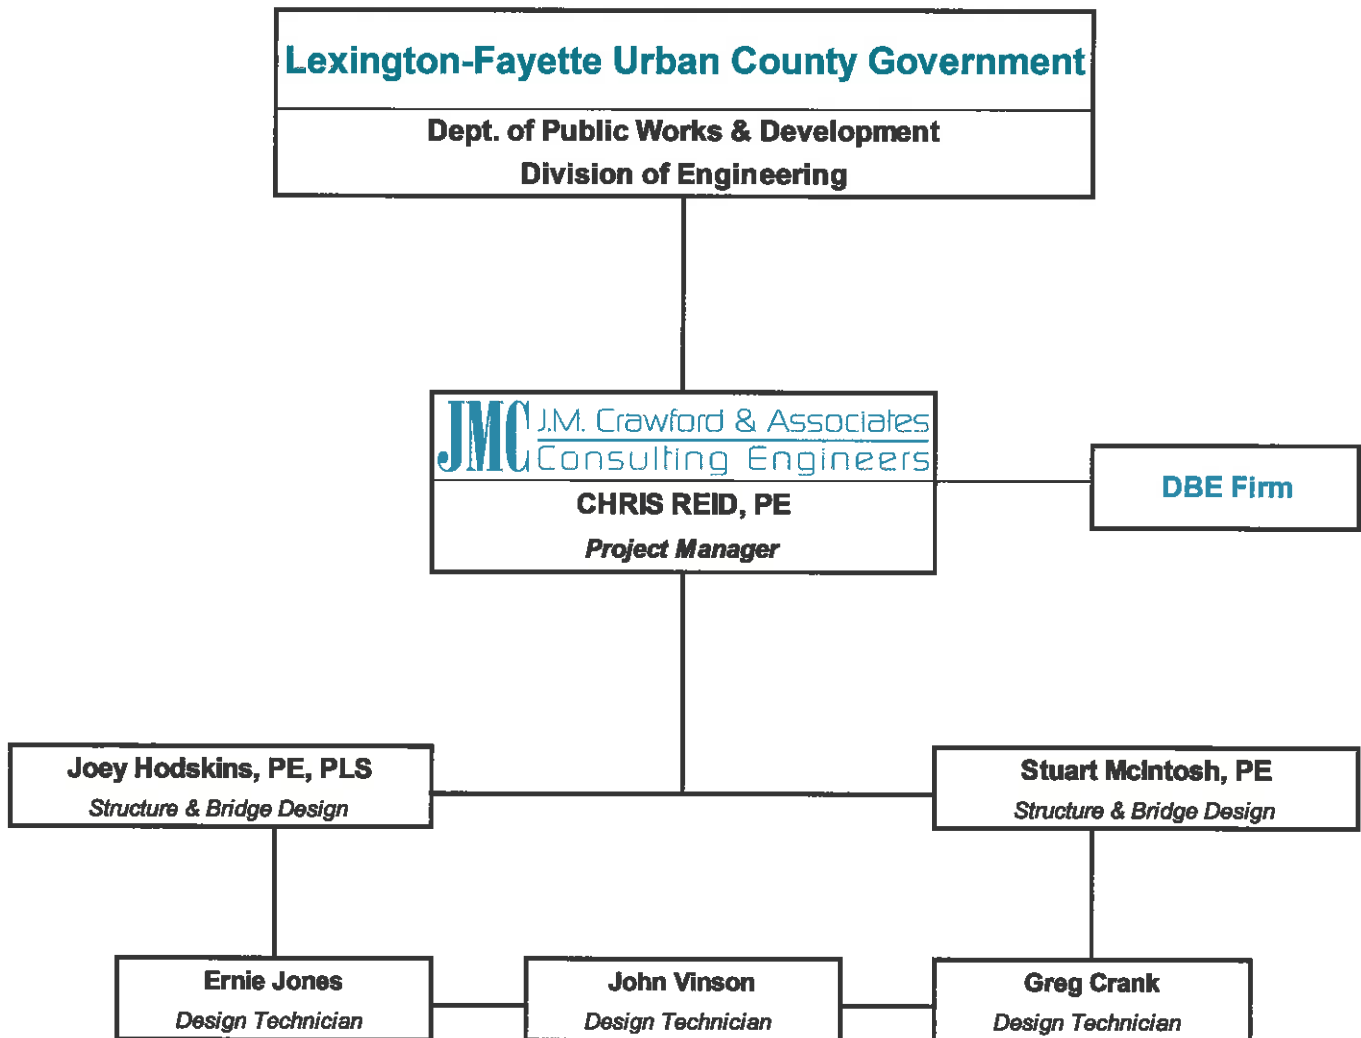 Lexington-Fayette Urban County Government
Dept. of Public Works & Development
Division of Engineering
JMC J.M. Crawford & Associates
Consulting Engineers
CHRIS REID, PE
Project Manager
DBE Firm
Joey Hodskins, PE, PLS
Structure & Bridge Design
Stuart McIntosh, PE
Structure & Bridge Design
Ernie Jones
Design Technician
John Vinson
Design Technician
Greg Crank
Design Technician